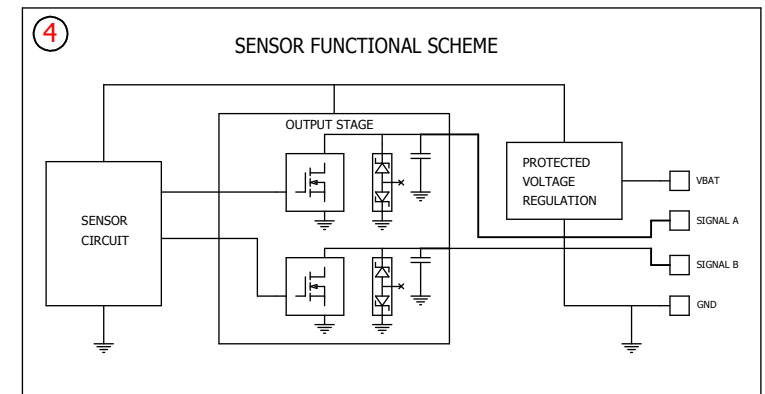 4
SENSOR FUNCTIONAL SCHEME
OUTPUT STAGE
PROTECTED
VOLTAGE
REGULATION
VBAT
SENSOR
CIRCUIT
SIGNAL A
SIGNAL B
GND